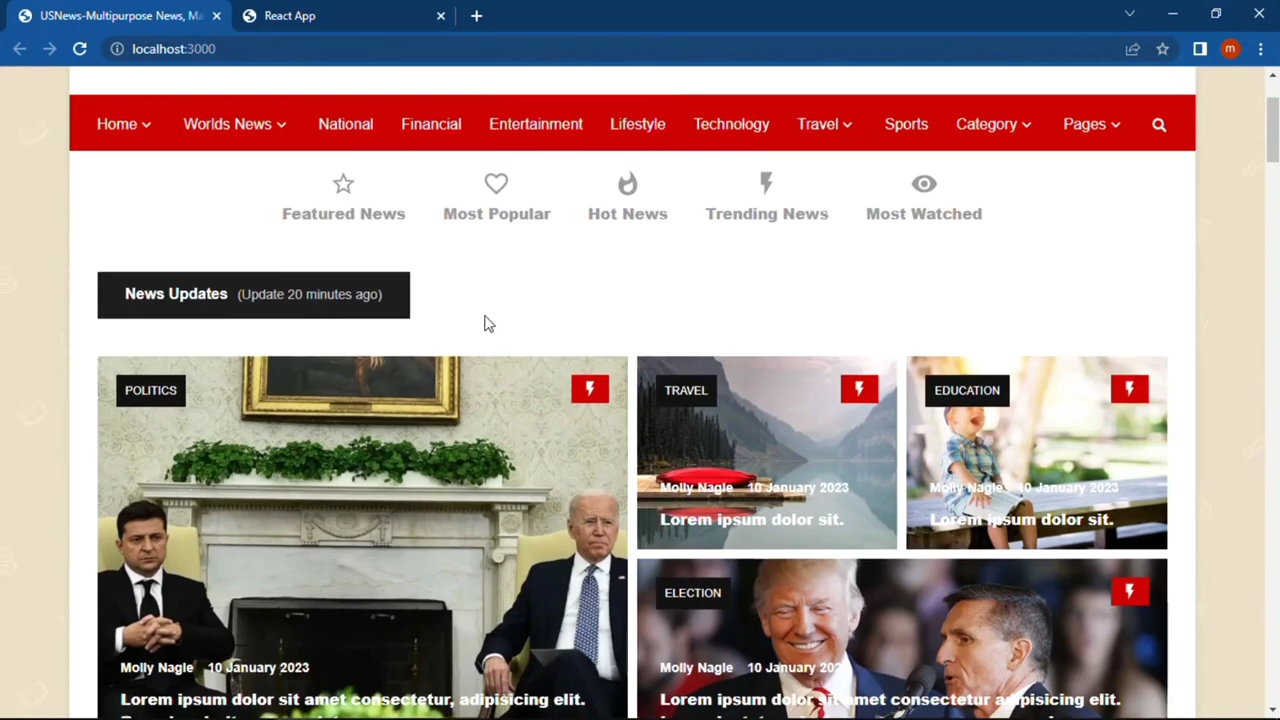 USNews-Multipurpose News, Ma
React App
localhost:3000
m
Home Worlds News National Financial Entertainment Lifestyle Technology Travel Sports Category Pages
Featured News Most Popular Hot News Trending News Most Watched
News Updates (Update 20 minutes ago)
POLITICS
Molly Nagle 10 January 2023
Lorem ipsum dolor sit amet consectetur, adipisicing elit.
TRAVEL
Molly Nagle 10 January 2023
Lorem ipsum dolor sit.
EDUCATION
Molly Nagle 10 January 2023
Lorem ipsum dolor sit.
ELECTION
Molly Nagle 10 January 2023
Lorem ipsum dolor sit amet consectetur, adipisicing elit.